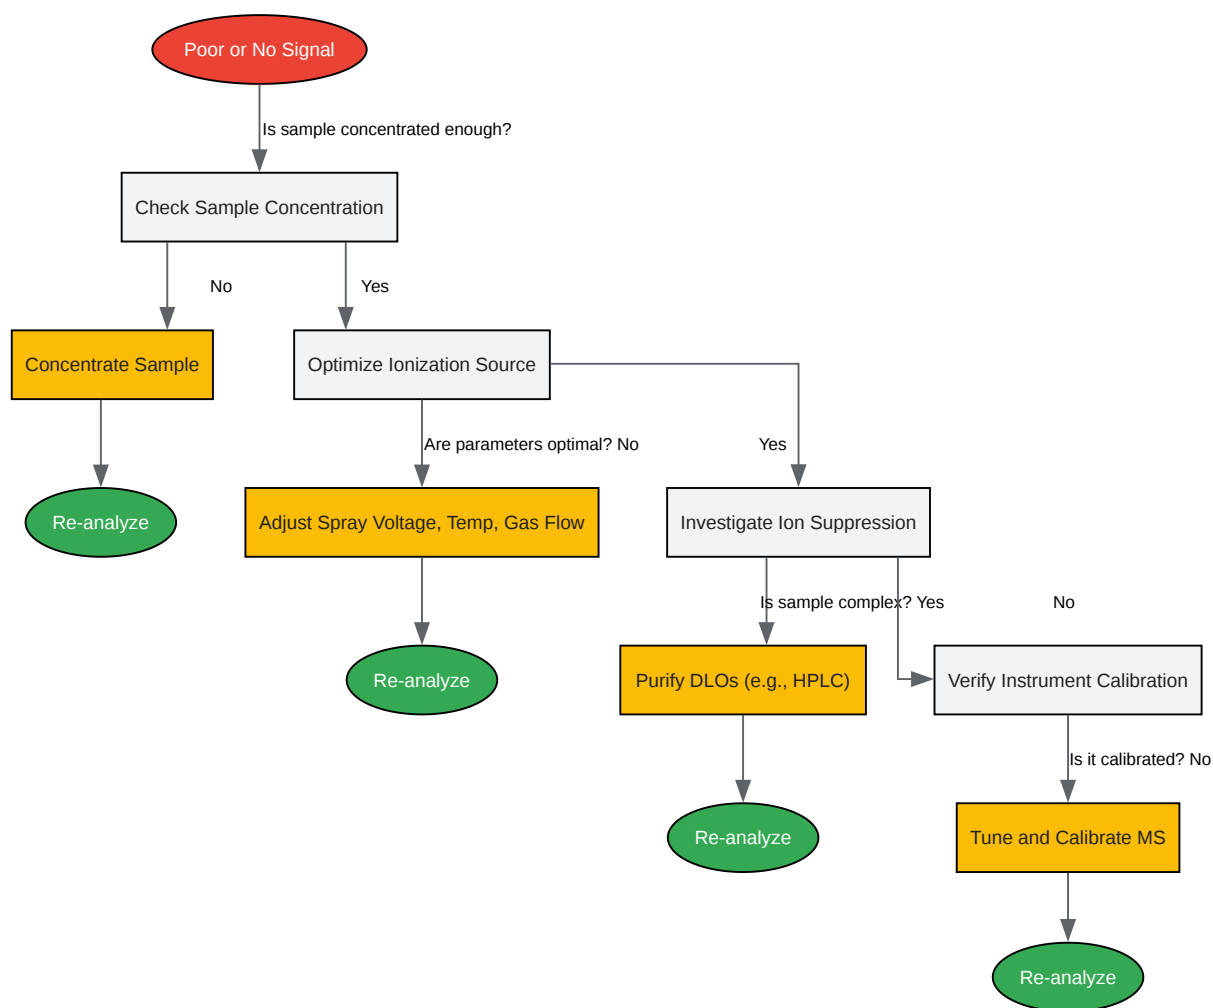 Poor or No Signal
Is sample concentrated enough?
Check Sample Concentration
No
Yes
Concentrate Sample
Optimize Ionization Source
Are parameters optimal? No
Yes
Re-analyze
Adjust Spray Voltage, Temp, Gas Flow
Investigate Ion Suppression
Is sample complex? Yes
No
Re-analyze
Purify DLOs (e.g., HPLC)
Verify Instrument Calibration
Is it calibrated? No
Re-analyze
Tune and Calibrate MS
Re-analyze